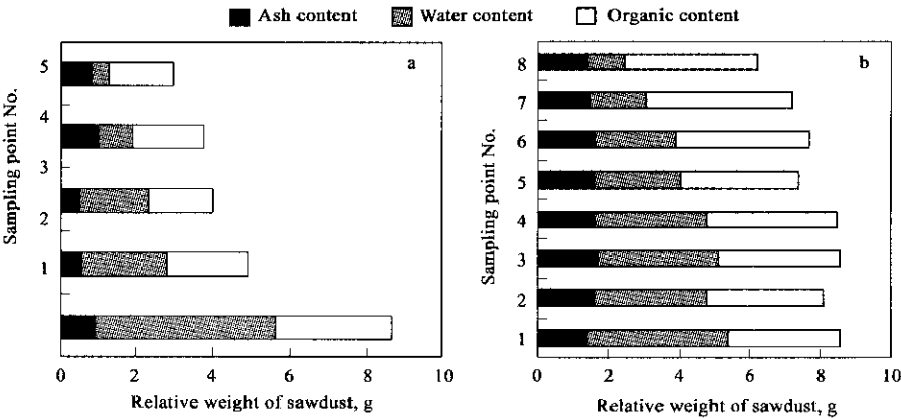 Ash content Water content Organic content
a
Sampling point No.
5
4
3
2
1
0 2 4 6 8 10
Relative weight of sawdust, g
b
Sampling point No.
8
7
6
5
4
3
2
1
0 2 4 6 8 10
Relative weight of sawdust, g